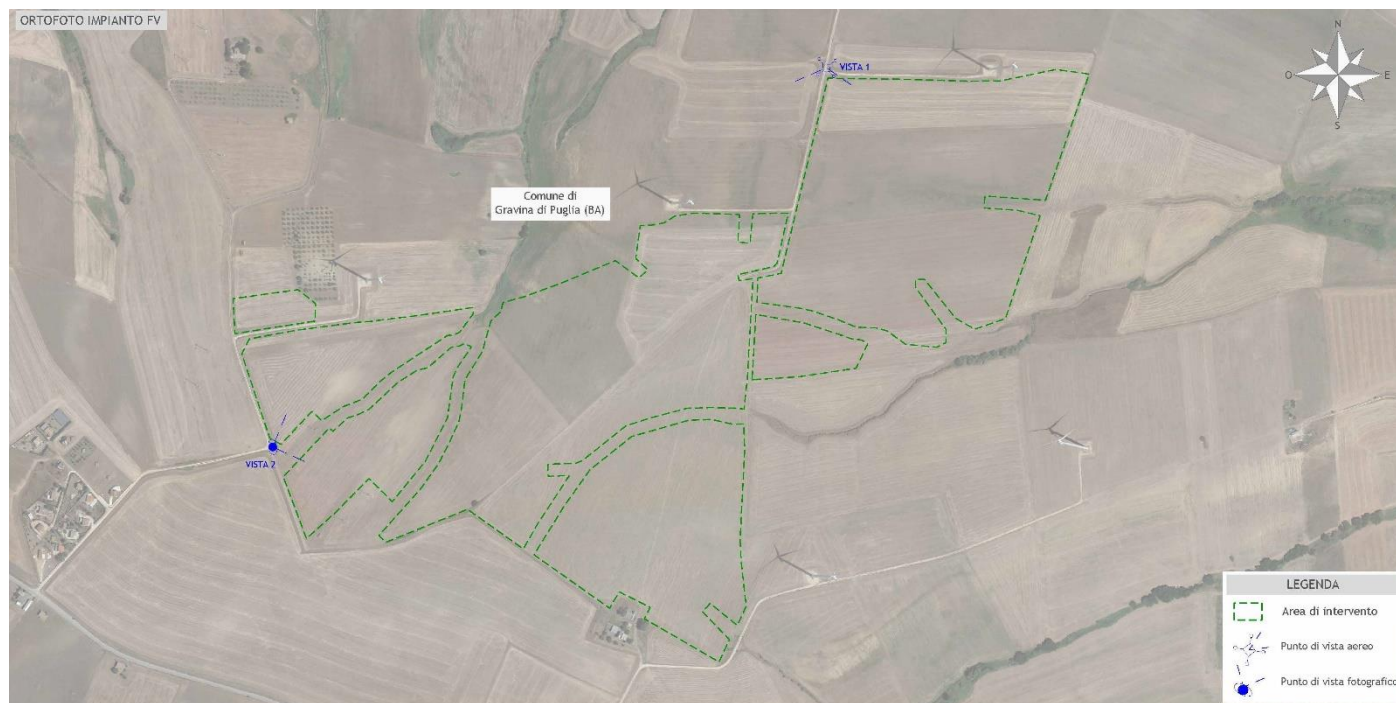 ORTOFOTO IMPIANTO FV
VISTA 1
N
O
E
S
Comune di
Gravina di Puglia (BA)
VISTA 2
LEGENDA
Area di intervento
Punto di vista aereo
Punto di vista fotografico